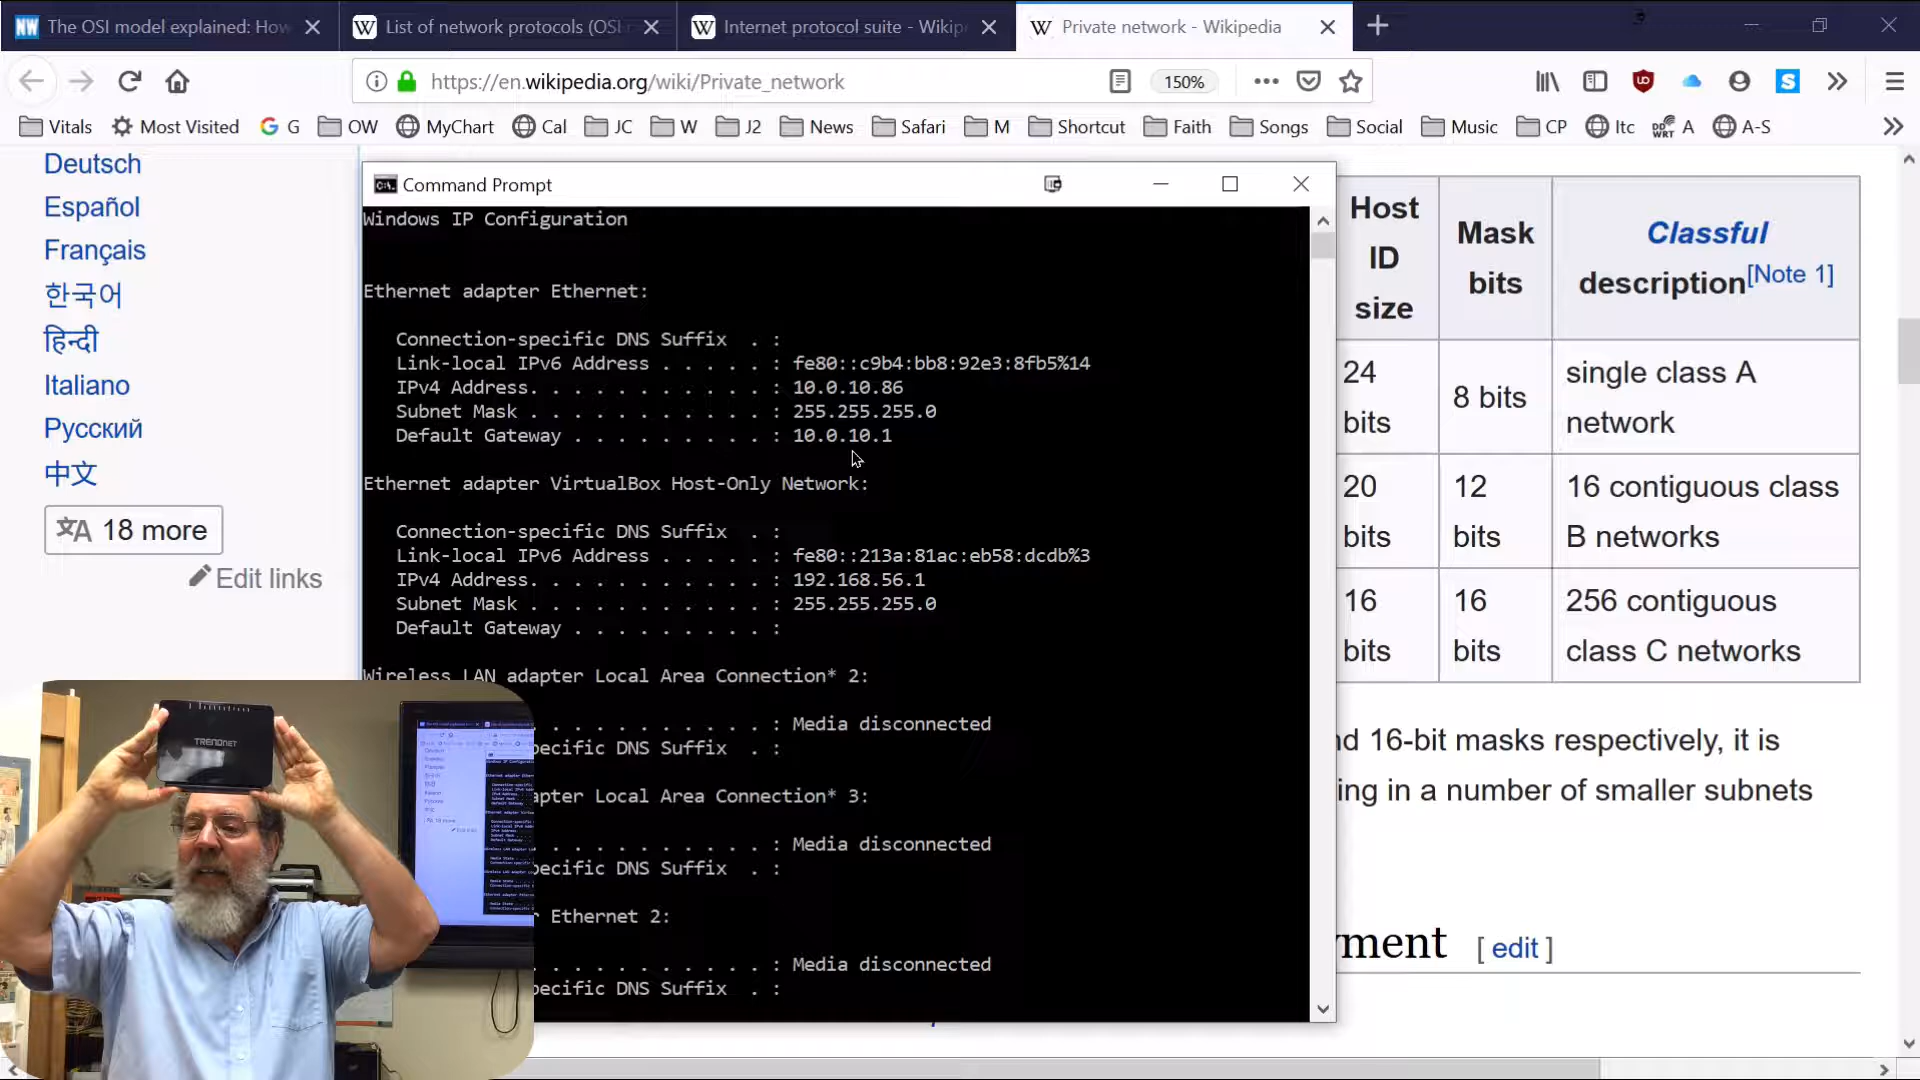 The OSI model explained: How
List of network protocols (OSI
Internet protocol suite - Wikip
Private network - Wikipedia
https://en.wikipedia.org/wiki/Private_network
150%
Vitals
Most Visited
G
OW
MyChart
Cal
JC
W
J2
News
Safari
M
Shortcut
Faith
Songs
Social
Music
CP
Itc
A
A-S
Deutsch
Español
Français
한국어
हिन्दी
Italiano
Русский
中文
18 more
Edit links
Command Prompt
Windows IP Configuration
Ethernet adapter Ethernet:
Connection-specific DNS Suffix . :
Link-local IPv6 Address . . . . . : fe80::c9b4:bb8:92e3:8fb5%14
IPv4 Address. . . . . . . . . . . : 10.0.10.86
Subnet Mask . . . . . . . . . . . : 255.255.255.0
Default Gateway . . . . . . . . . : 10.0.10.1
Ethernet adapter VirtualBox Host-Only Network:
Connection-specific DNS Suffix . :
Link-local IPv6 Address . . . . . : fe80::213a:81ac:eb58:dcdb%3
IPv4 Address. . . . . . . . . . . : 192.168.56.1
Subnet Mask . . . . . . . . . . . : 255.255.255.0
Default Gateway . . . . . . . . . :
Wireless LAN adapter Local Area Connection* 2:
. . . . . . . . . . . : Media disconnected
ecific DNS Suffix . :
apter Local Area Connection* 3:
. . . . . . . . . . . : Media disconnected
ecific DNS Suffix . :
Ethernet 2:
. . . . . . . . . . . : Media disconnected
ecific DNS Suffix . :
Host ID size
Mask bits
Classful description[Note 1]
24 bits
8 bits
single class A network
20 bits
12 bits
16 contiguous class B networks
16 bits
16 bits
256 contiguous class C networks
nd 16-bit masks respectively, it is
ing in a number of smaller subnets
yment [ edit ]
TRENDNET